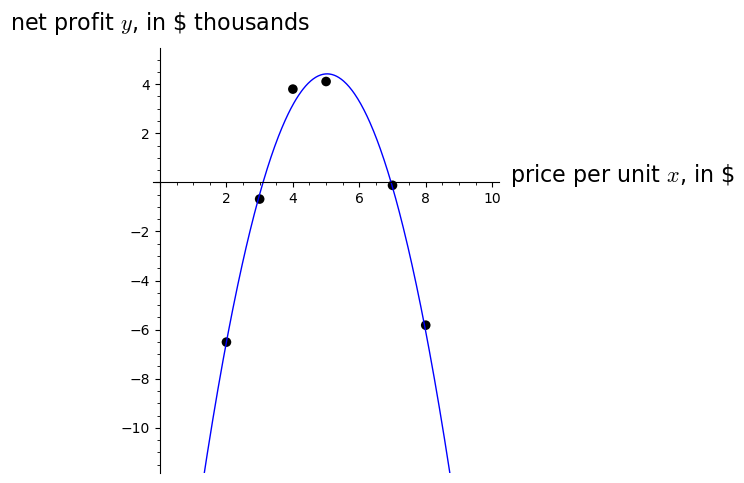 net profit y, in $ thousands
4
2
price per unit x, in $
2 4 6 8 10
−2
−4
−6
−8
−10